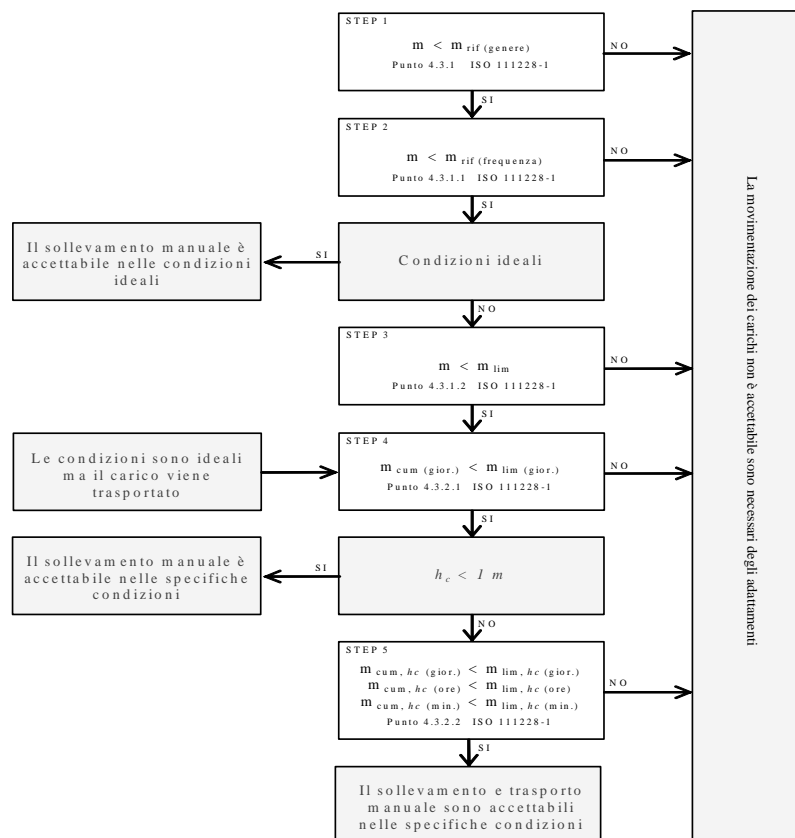 STEP 1
m < m rif (genere)
Punto 4.3.1 ISO 111228-1
NO
SI
STEP 2
m < m rif (frequenza)
Punto 4.3.1.1 ISO 111228-1
NO
SI
Il sollevamento manuale è
accettabile nelle condizioni
ideali
SI
Condizioni ideali
NO
STEP 3
m < m lim
Punto 4.3.1.2 ISO 111228-1
NO
SI
Le condizioni sono ideali
ma il carico viene
trasportato
STEP 4
m cum (gior.) < m lim (gior.)
Punto 4.3.2.1 ISO 111228-1
NO
SI
Il sollevamento manuale è
accettabile nelle specifiche
condizioni
SI
hc < 1 m
NO
STEP 5
m cum, hc (gior.) < m lim, hc (gior.)
m cum, hc (ore) < m lim, hc (ore)
m cum, hc (min.) < m lim, hc (min.)
Punto 4.3.2.2 ISO 111228-1
NO
SI
Il sollevamento e trasporto
manuale sono accettabili
nelle specifiche condizioni
La movimentazione dei carichi non è accettabile sono necessari degli adattamenti